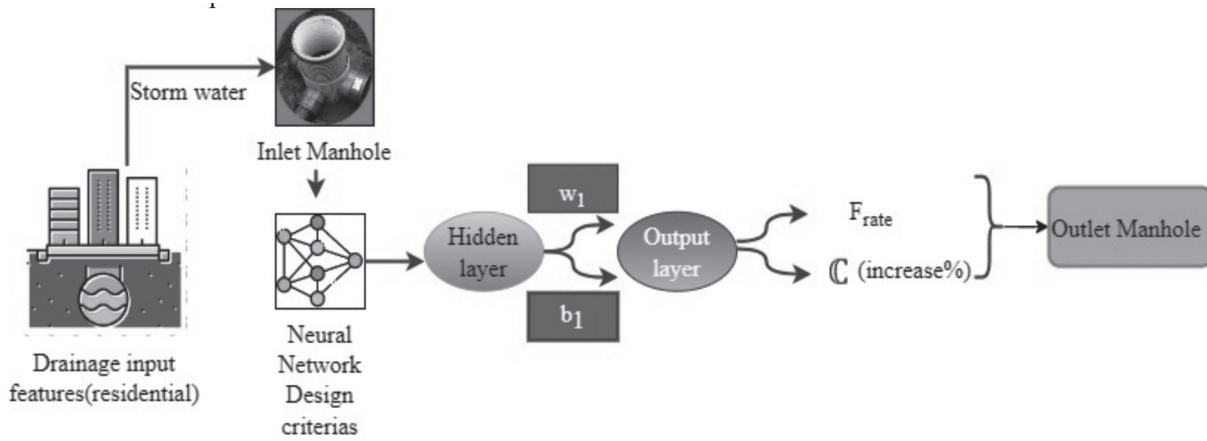 Storm water
Inlet Manhole
Drainage input
features(residential)
Neural
Network
Design
criterias
Hidden
layer
w1
b1
Output
layer
Frate
ℂ (increase%)
Outlet Manhole